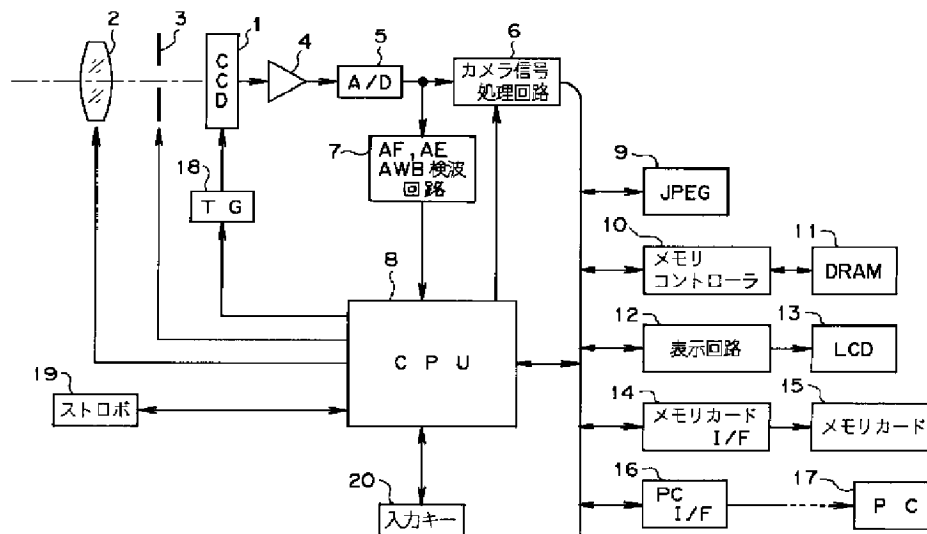 2
3
1
4
5
6
CCD
A/D
カメラ信号
処理回路
7
AF,AE
AWB検波
回路
18
TG
9
JPEG
10
メモリ
コントローラ
11
DRAM
8
CPU
12
表示回路
13
LCD
19
ストロボ
14
メモリカード
I/F
15
メモリカード
16
PC
I/F
17
PC
20
入力キー